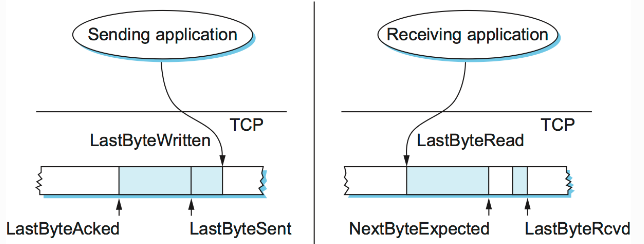 Sending application
TCP
LastByteWritten
LastByteAcked
LastByteSent
Receiving application
TCP
LastByteRead
NextByteExpected
LastByteRcvd